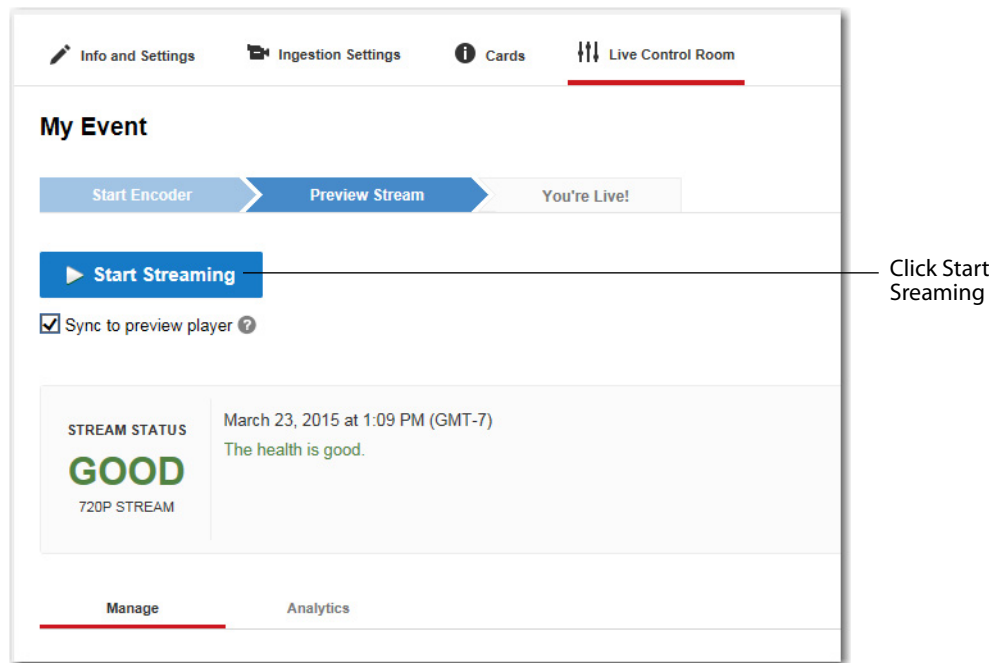 Info and Settings
Ingestion Settings
Cards
Live Control Room
My Event
Start Encoder
Preview Stream
You're Live!
Start Streaming
Click Start
Sreaming
Sync to preview player ?
STREAM STATUS
GOOD
720P STREAM
March 23, 2015 at 1:09 PM (GMT-7)
The health is good.
Manage
Analytics